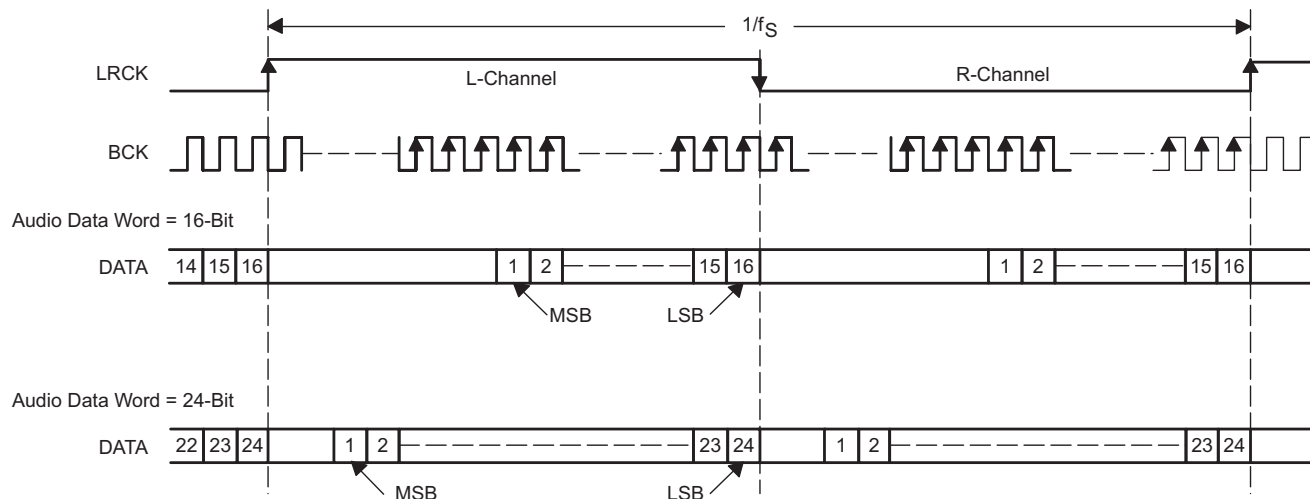 1/fS
LRCK
L-Channel
R-Channel
BCK
Audio Data Word = 16-Bit
DATA 14 15 16 1 2 15 16 1 2 15 16
MSB LSB
Audio Data Word = 24-Bit
DATA 22 23 24 1 2 23 24 1 2 23 24
MSB LSB